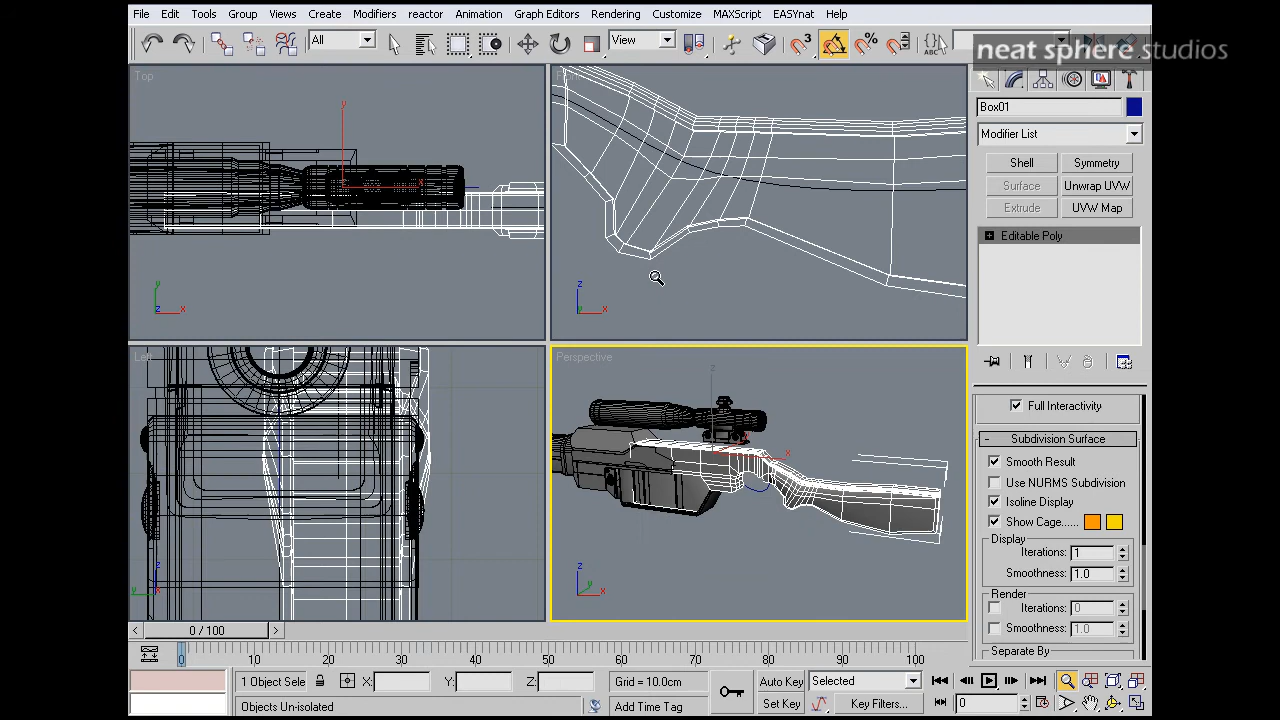 File Edit Tools Group Views Create Modifiers reactor Animation Graph Editors Rendering Customize MAXScript EASYnat Help
All View 3 % ABC
neat sphere studios
Top
Box01
Modifier List
Shell Symmetry
Surface Unwrap UVW
Extrude UVW Map
Editable Poly
y
y
x
z
x
z
y
x
Left
Perspective
Full Interactivity
- Subdivision Surface
Smooth Result
Use NURMS Subdivision
Isoline Display
Show Cage......
Display
Iterations: 1
Smoothness: 1.0
Render
Iterations: 0
Smoothness: 1.0
Separate By
z
x
z
y
x
z
y
x
< 0 / 100 >
0 10 20 30 40 50 60 70 80 90 100
1 Object Sele X: Y: Z: Grid = 10.0cm Auto Key Selected
Objects Un-isolated Add Time Tag Set Key Key Filters... 0